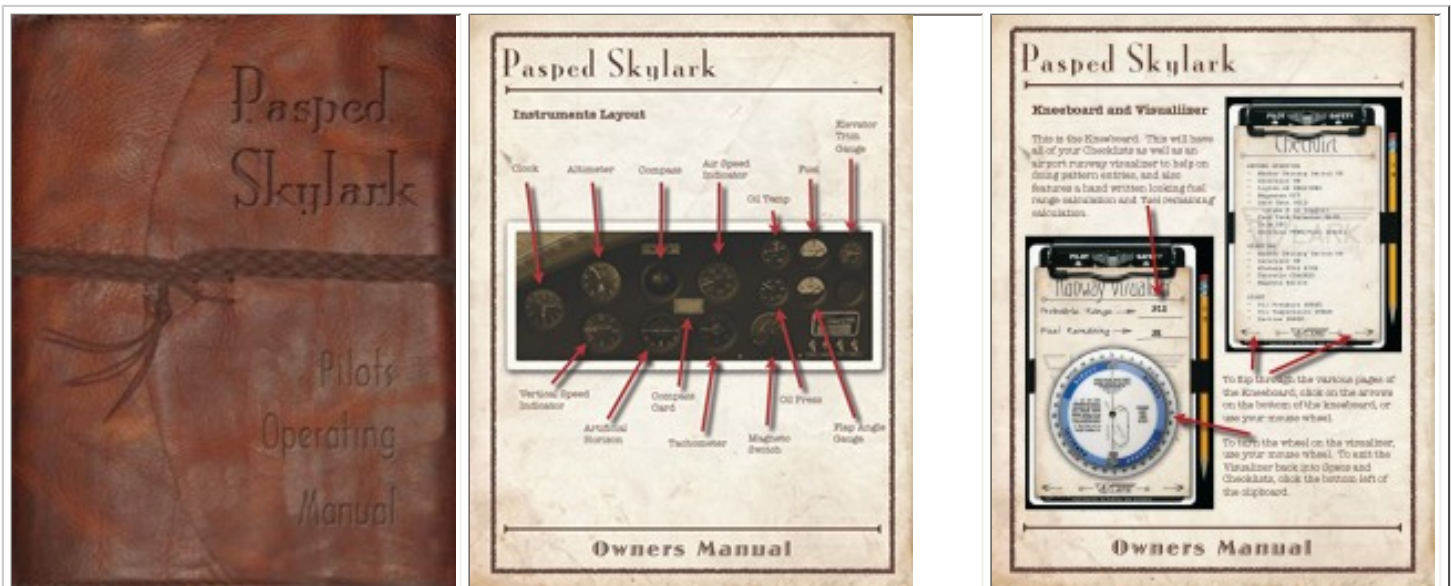 Pasped
Skylark
Pilots
Operating
Manual
Pasped Skylark
Instruments Layout
Elevator
Trim
Gauge
Clock
Altimeter
Compass
Air Speed
Indicator
Fuel
Oil Temp
Vertical Speed
Indicator
Artificial
Horizon
Compass
Card
Tachometer
Magneto
Switch
Oil Press
Flap Angle
Gauge
Owners Manual
Pasped Skylark
Kneeboard and Visualiizer
This is the Kneeboard. This will have
all of your Checklists as well as an
airport runway visualizer to help on
doing pattern entries, and also
features a hand written looking fuel
range calculation and fuel remaining
calculation.
PILOT SAFETY
Checklist
PILOT SAFETY
Runway Visualizer
Probable Range
Fuel Remaining
To flip through the various pages of
the Kneeboard, click on the arrows
on the bottom of the kneeboard, or
use your mouse wheel.
To turn the wheel on the visualizer,
use your mouse wheel. To exit the
Visualizer back into Specs and
Checklists, click the bottom left of
the clipboard.
Owners Manual